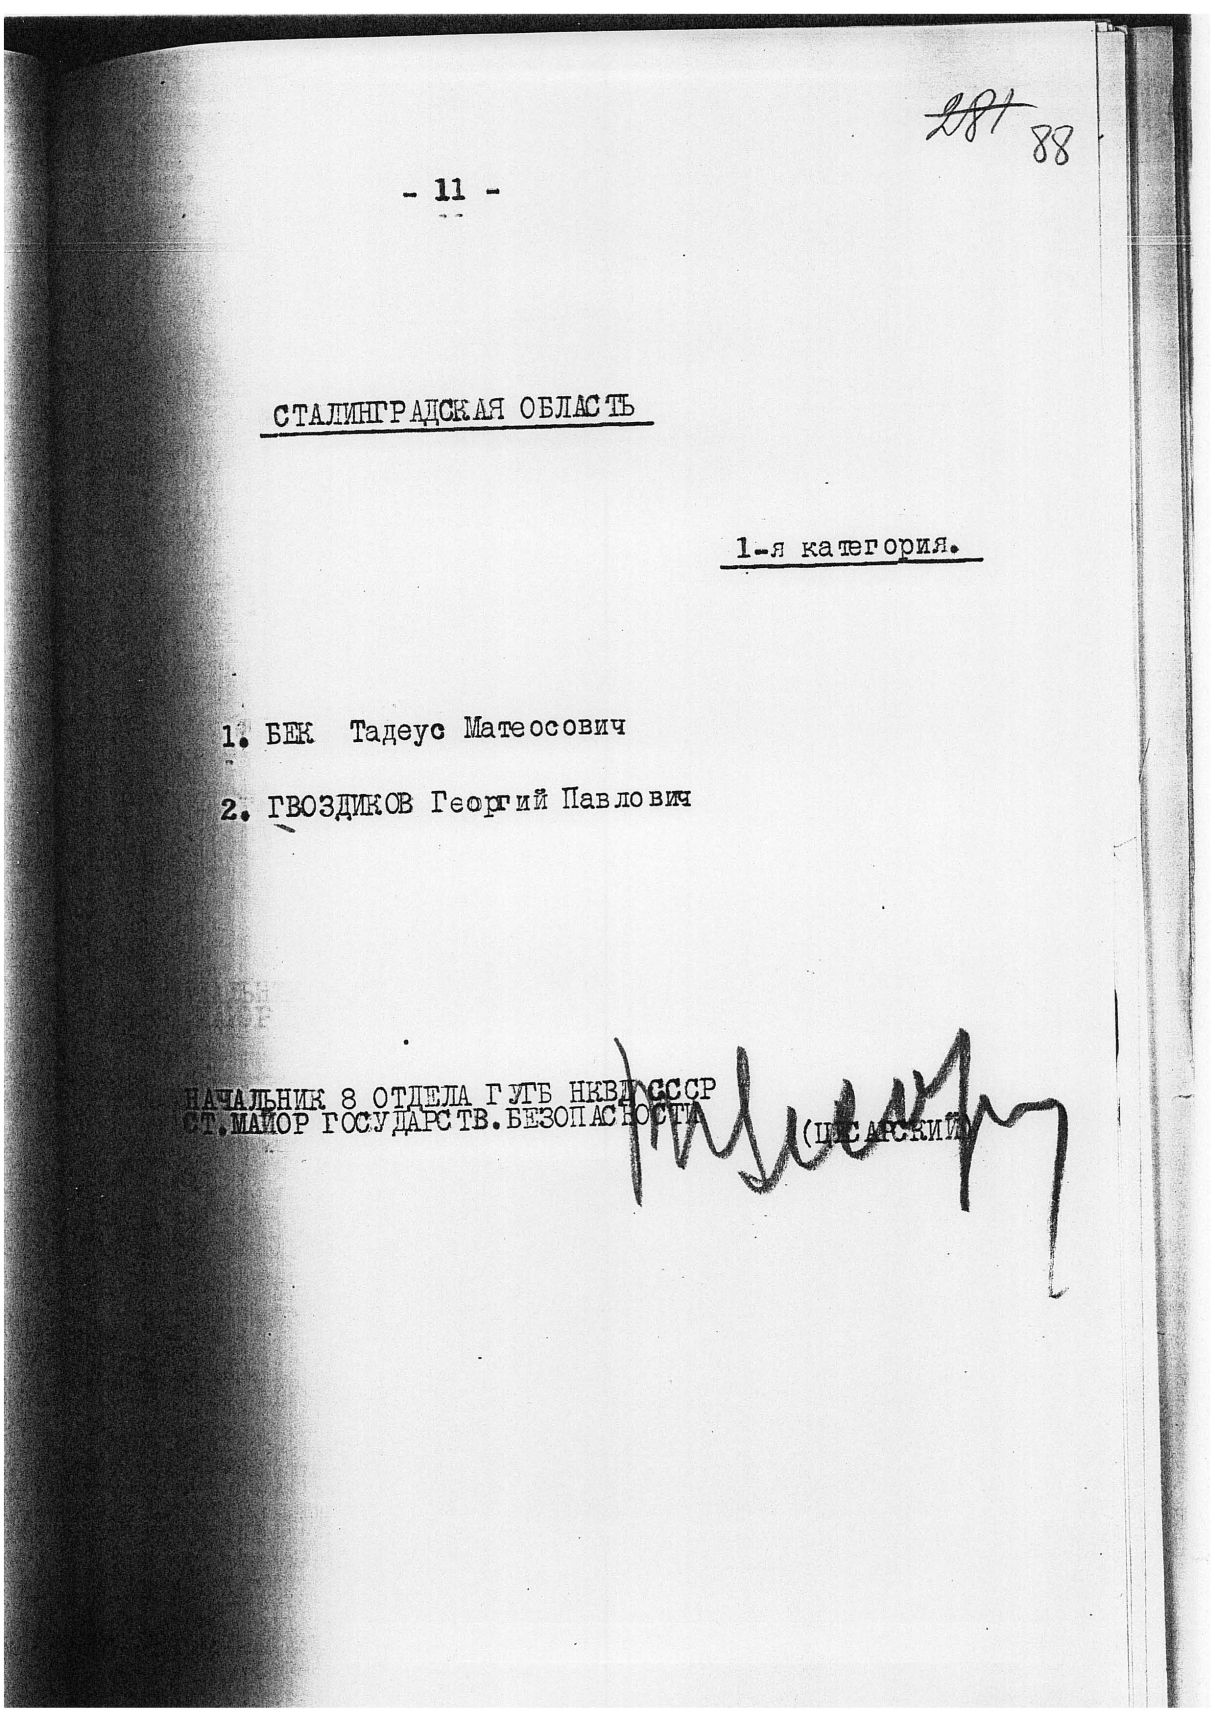 281
88
- 11 -
СТАЛИНГРАДСКАЯ ОБЛАСТЬ
1-я категория.
1. БЕК Тадеус Матеосович
2. ГВОЗДИКОВ Георгий Павлович
НАЧАЛЬНИК 8 ОТДЕЛА ГУГБ НКВД СССР
СТ.МАЙОР ГОСУДАРСТВ.БЕЗОПАСНОСТИ
(ЦЕСАРСКИЙ)